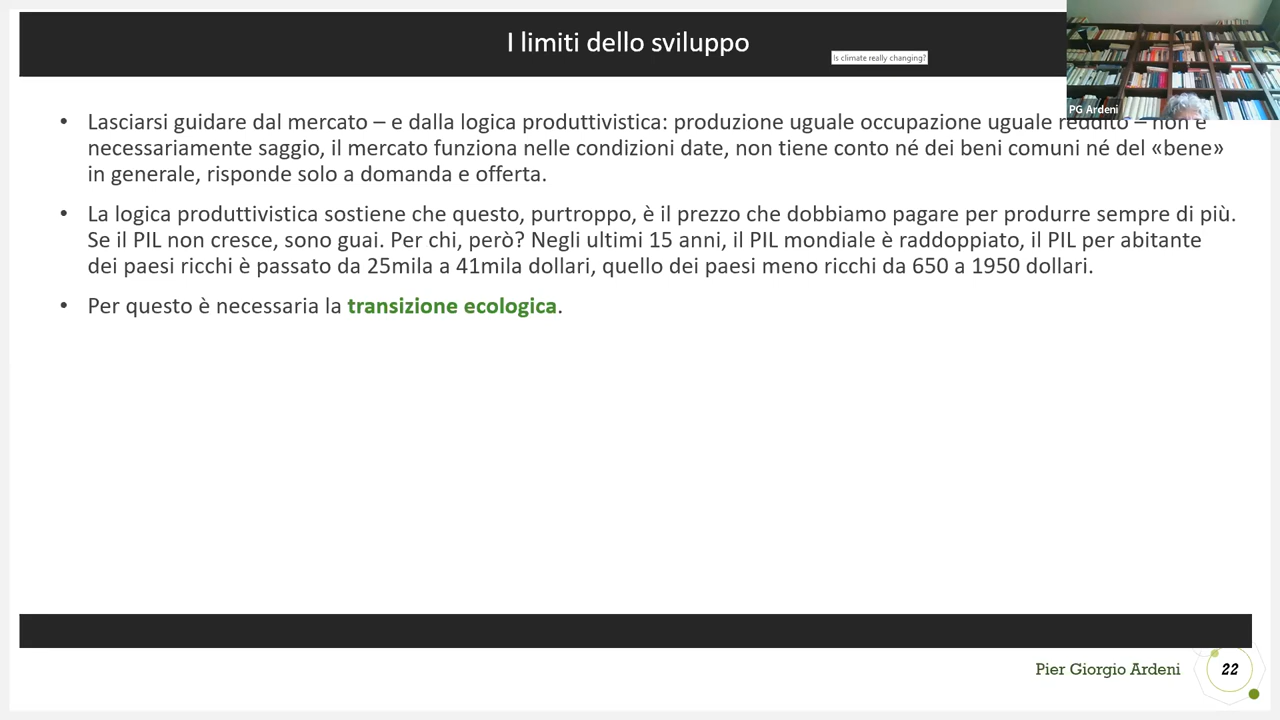 I limiti dello sviluppo
Is climate really changing?
PG Ardeni
• Lasciarsi guidare dal mercato – e dalla logica produttivistica: produzione uguale occupazione uguale reddito – non è
necessariamente saggio, il mercato funziona nelle condizioni date, non tiene conto né dei beni comuni né del «bene»
in generale, risponde solo a domanda e offerta.
• La logica produttivistica sostiene che questo, purtroppo, è il prezzo che dobbiamo pagare per produrre sempre di più.
Se il PIL non cresce, sono guai. Per chi, però? Negli ultimi 15 anni, il PIL mondiale è raddoppiato, il PIL per abitante
dei paesi ricchi è passato da 25mila a 41mila dollari, quello dei paesi meno ricchi da 650 a 1950 dollari.
• Per questo è necessaria la transizione ecologica.
Pier Giorgio Ardeni
22